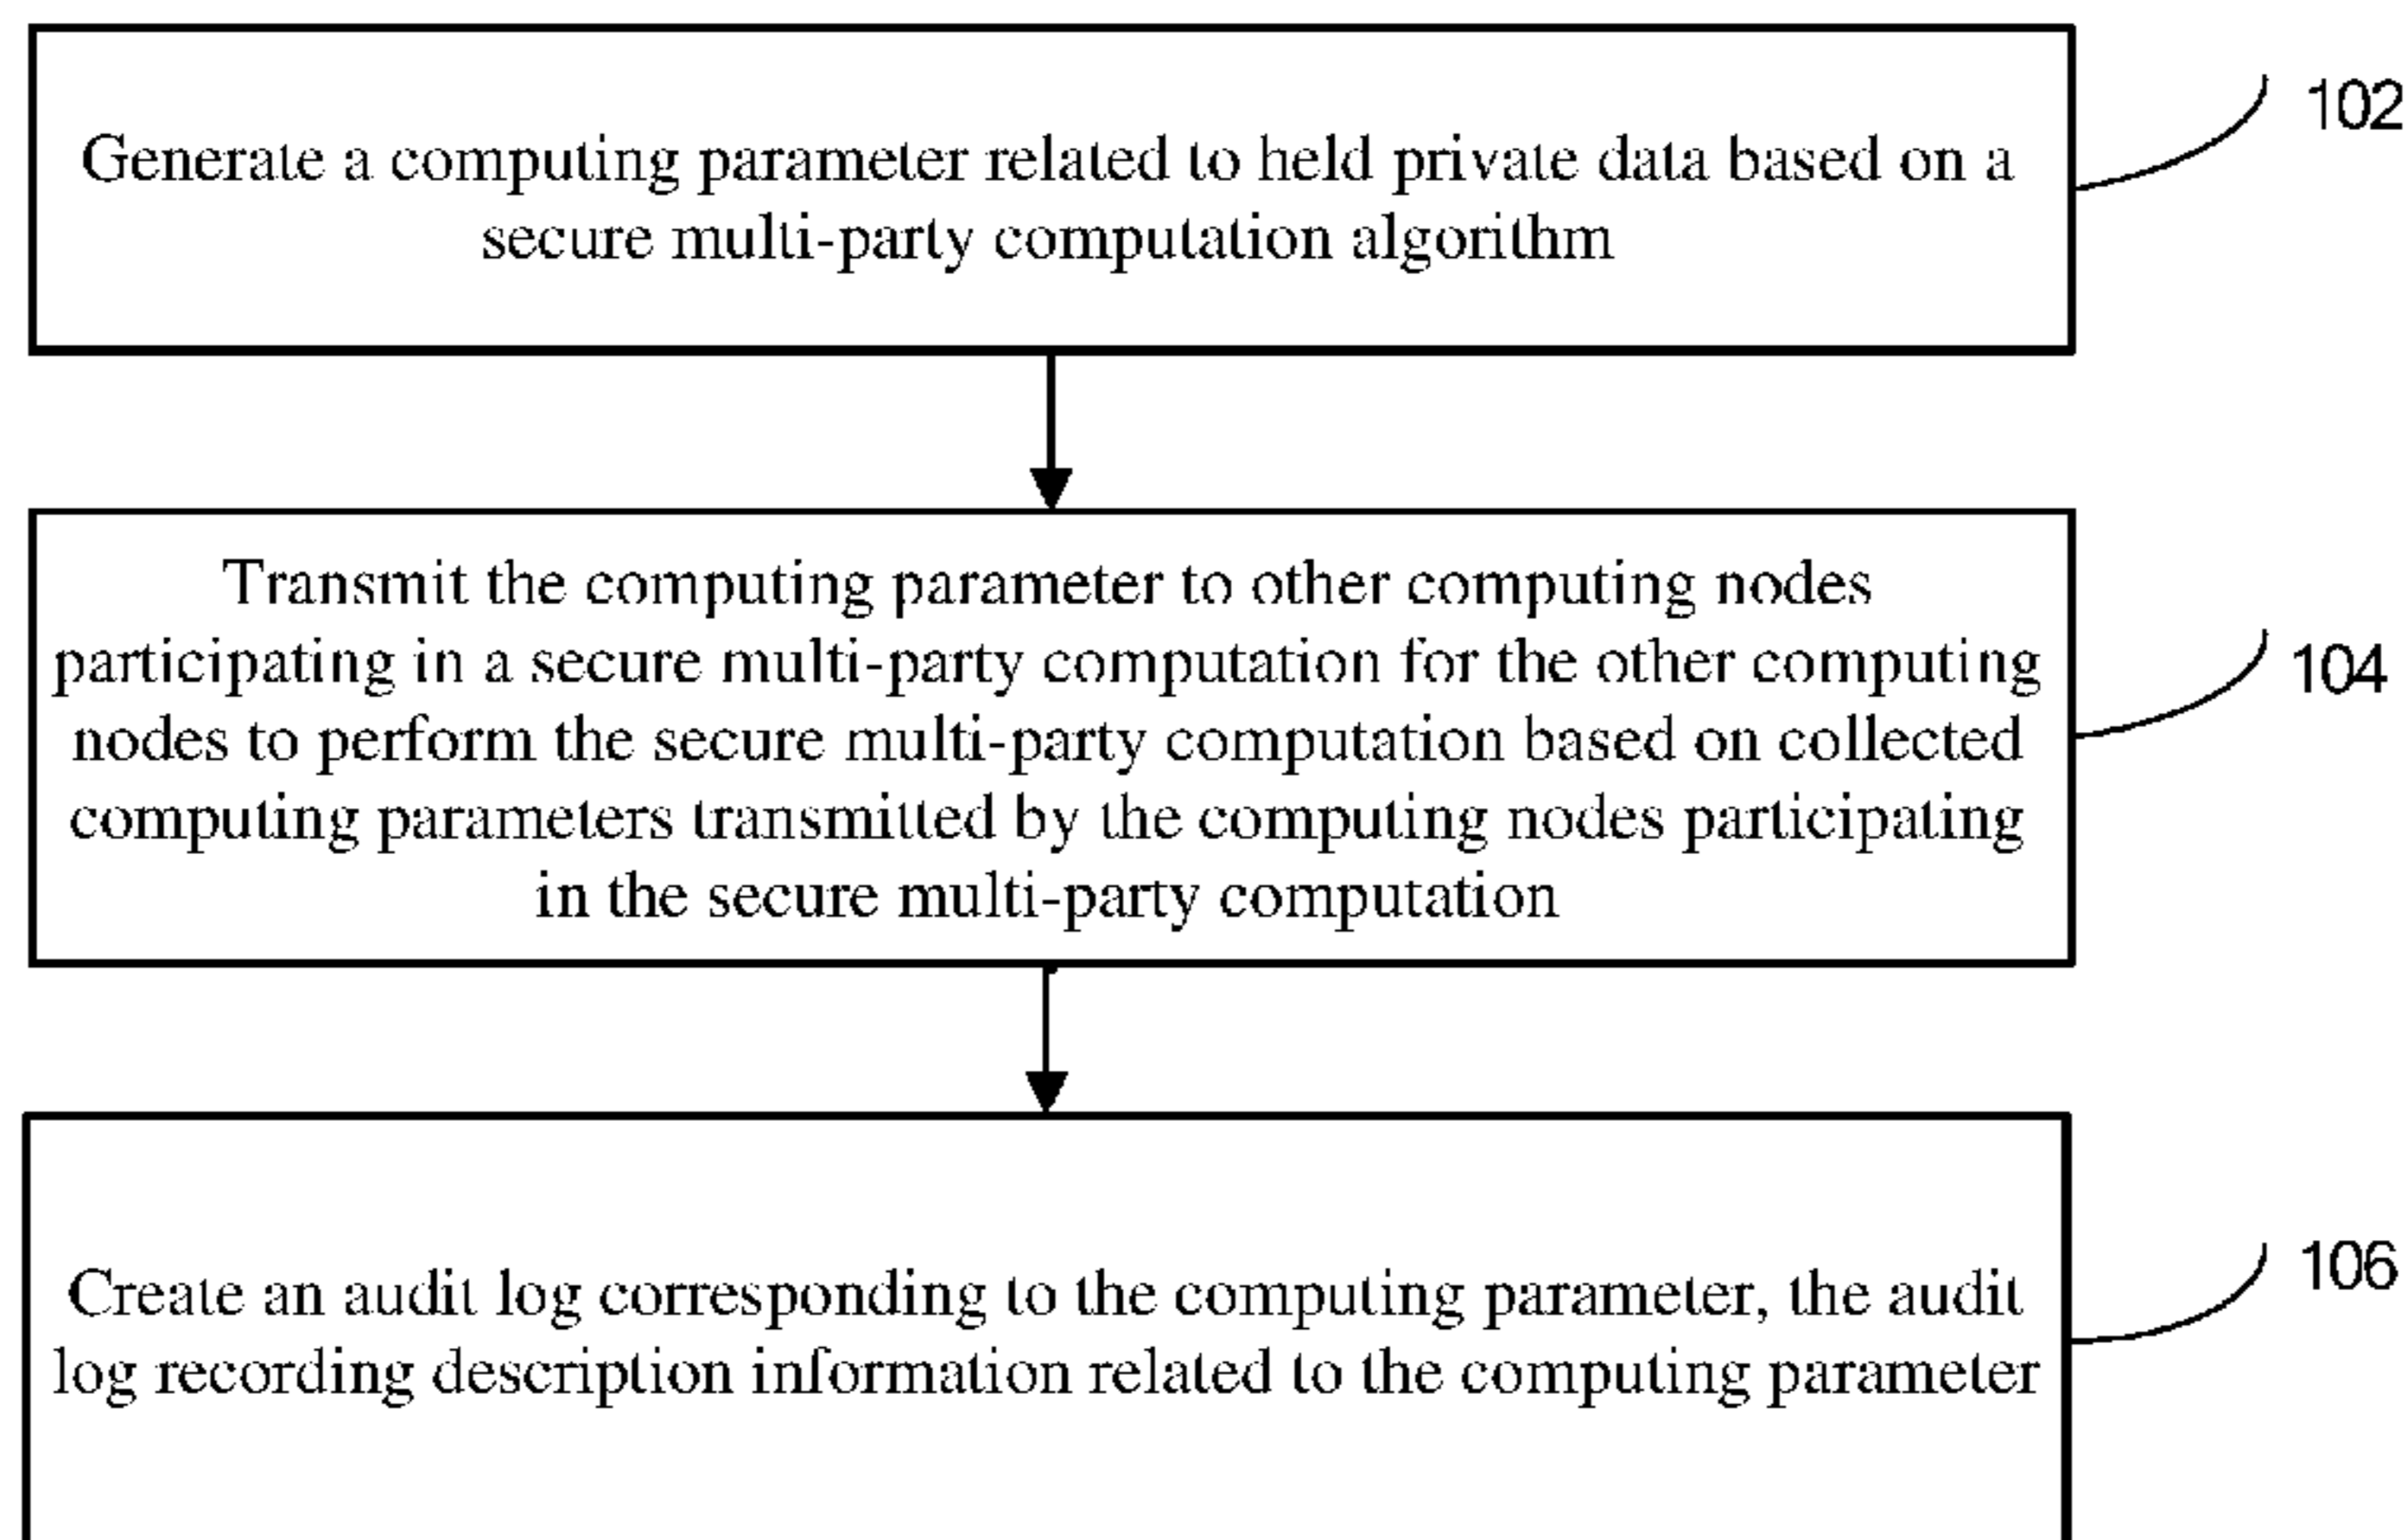 Generate a computing parameter related to held private data based on a
secure multi-party computation algorithm
102
Transmit the computing parameter to other computing nodes
participating in a secure multi-party computation for the other computing
nodes to perform the secure multi-party computation based on collected
computing parameters transmitted by the computing nodes participating
in the secure multi-party computation
104
Create an audit log corresponding to the computing parameter, the audit
log recording description information related to the computing parameter
106